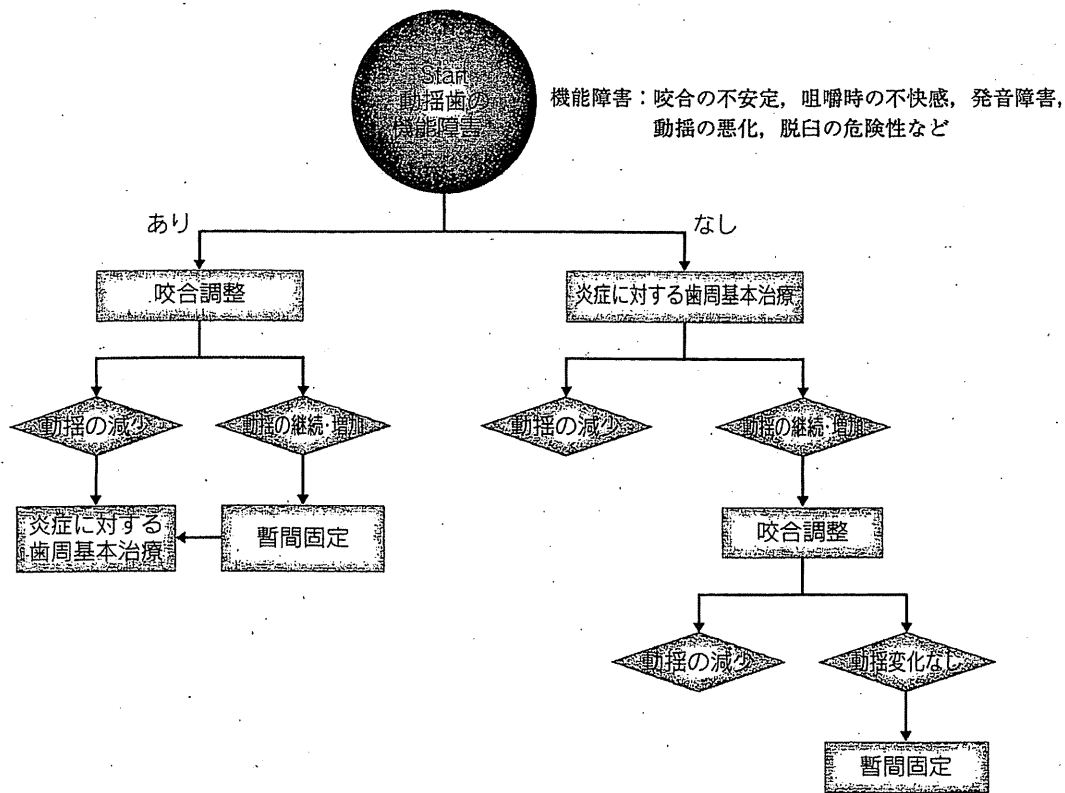 Start
動揺歯の
機能障害
機能障害：咬合の不安定，咀嚼時の不快感，発音障害，
動揺の悪化，脱臼の危険性など
あり
なし
咬合調整
炎症に対する歯周基本治療
動揺の減少
動揺の継続・増加
動揺の減少
動揺の継続・増加
炎症に対する
歯周基本治療
暫間固定
咬合調整
動揺の減少
動揺変化なし
暫間固定